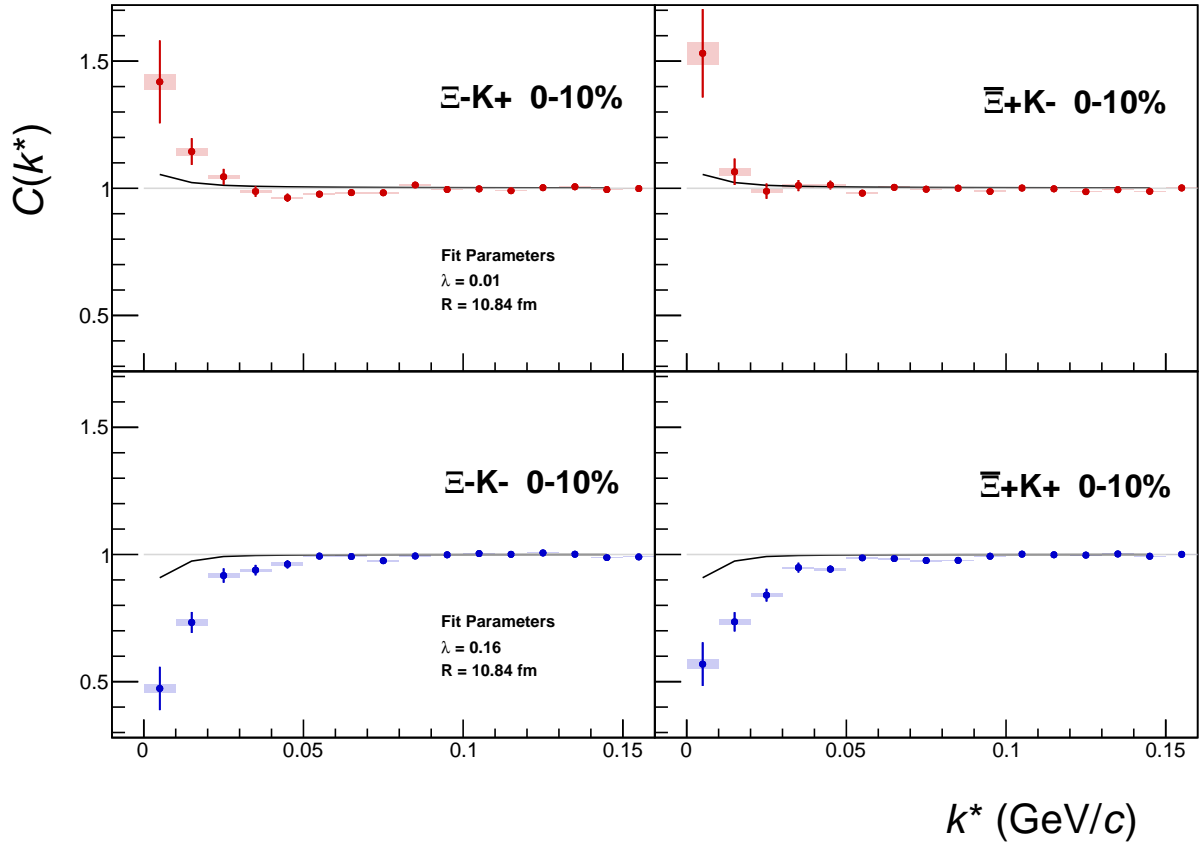 C(k*)
1.5
1
0.5
Ξ-K+ 0-10%
Fit Parameters
λ = 0.01
R = 10.84 fm
Ξ̅+K- 0-10%
1.5
1
0.5
Ξ-K- 0-10%
Fit Parameters
λ = 0.16
R = 10.84 fm
Ξ̅+K+ 0-10%
0 0.05 0.1 0.15
0 0.05 0.1 0.15
k* (GeV/c)